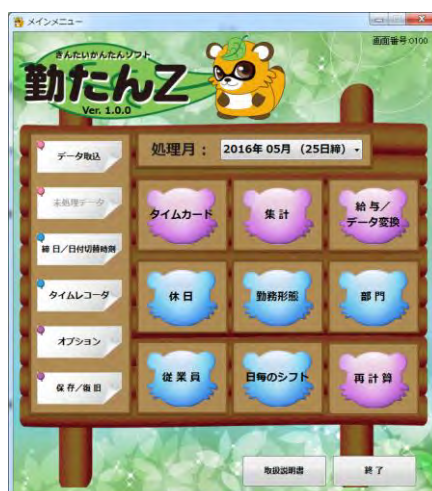 メインメニュー
画面番号:0100
きんたいかんたんソフト
勤たんZ
Ver. 1.0.0
データ取込
処理月： 2016年 05月 （25日締）
未処理データ
タイムカード
集計
給与／
データ変換
締日／日付切替時刻
タイムレコーダ
休日
勤務形態
部門
オプション
保存／復旧
従業員
日毎のシフト
再計算
取扱説明書
終了